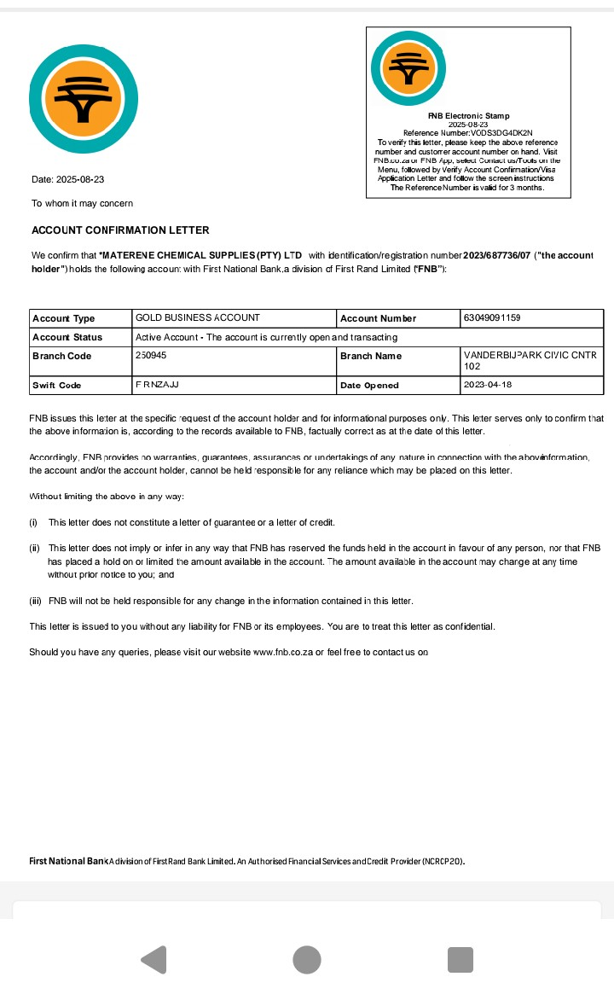 FNB Electronic Stamp
2025-08-23
Reference Number:VODS3DG4DK2N
To verify this letter, please keep the above reference
number and customer account number on hand. Visit
FNB.co.za or FNB App, select Contact us/Tools on the
Menu, followed by Verify Account Confirmation/Visa
Application Letter and follow the screen instructions
The Reference Number is valid for 3 months.
Date: 2025-08-23
To whom it may concern
ACCOUNT CONFIRMATION LETTER
We confirm that *MATERENE CHEMICAL SUPPLIES (PTY) LTD with identification/registration number 2023/687736/07 ("the account
holder") holds the following account with First National Bank,a division of First Rand Limited ("FNB"):
Account Type GOLD BUSINESS ACCOUNT Account Number 63049091159
Account Status Active Account - The account is currently open and transacting
Branch Code 250945 Branch Name VANDERBIJPARK CIVIC CNTR
102
Swift Code FIRNZAJJ Date Opened 2023-04-18
FNB issues this letter at the specific request of the account holder and for informational purposes only. This letter serves only to confirm that
the above information is, according to the records available to FNB, factually correct as at the date of this letter.
Accordingly, FNB provides no warranties, guarantees, assurances or undertakings of any nature in connection with the above information,
the account and/or the account holder, cannot be held responsible for any reliance which may be placed on this letter.
Without limiting the above in any way:
(i) This letter does not constitute a letter of guarantee or a letter of credit.
(ii) This letter does not imply or infer in any way that FNB has reserved the funds held in the account in favour of any person, nor that FNB
has placed a hold on or limited the amount available in the account. The amount available in the account may change at any time
without prior notice to you; and
(iii) FNB will not be held responsible for any change in the information contained in this letter.
This letter is issued to you without any liability for FNB or its employees. You are to treat this letter as confidential.
Should you have any queries, please visit our website www.fnb.co.za or feel free to contact us on
First National Bank A division of FirstRand Bank Limited. An Authorised Financial Services and Credit Provider (NCRCP20).